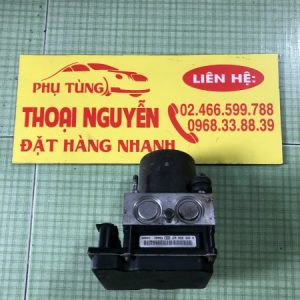 PHỤ TÙNG
THOẠI NGUYỄN
ĐẶT HÀNG NHANH
LIÊN HỆ:
02.466.599.788
0968.33.88.39